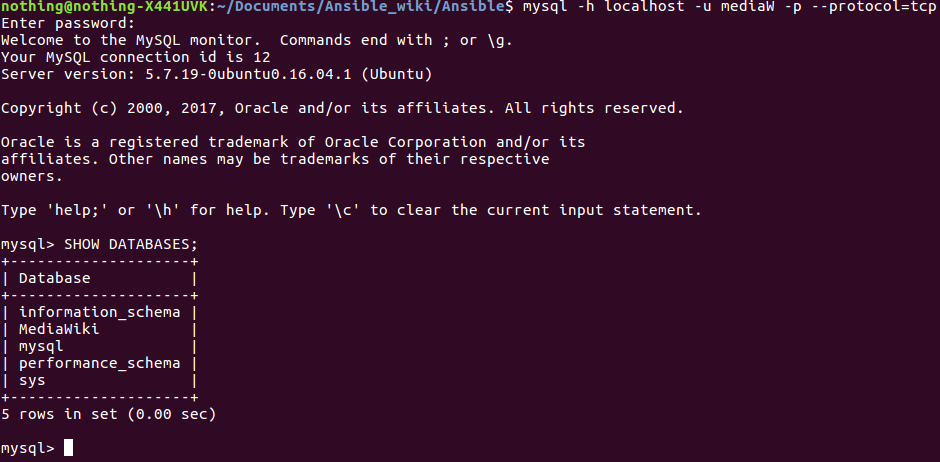 nothing@nothing-X441UVK:~/Documents/Ansible_wiki/Ansible$ mysql -h localhost -u mediaW -p --protocol=tcp
Enter password:
Welcome to the MySQL monitor.  Commands end with ; or \g.
Your MySQL connection id is 12
Server version: 5.7.19-0ubuntu0.16.04.1 (Ubuntu)

Copyright (c) 2000, 2017, Oracle and/or its affiliates. All rights reserved.

Oracle is a registered trademark of Oracle Corporation and/or its
affiliates. Other names may be trademarks of their respective
owners.

Type 'help;' or '\h' for help. Type '\c' to clear the current input statement.

mysql> SHOW DATABASES;
+--------------------+
| Database           |
+--------------------+
| information_schema |
| MediaWiki          |
| mysql              |
| performance_schema |
| sys                |
+--------------------+
5 rows in set (0.00 sec)

mysql>